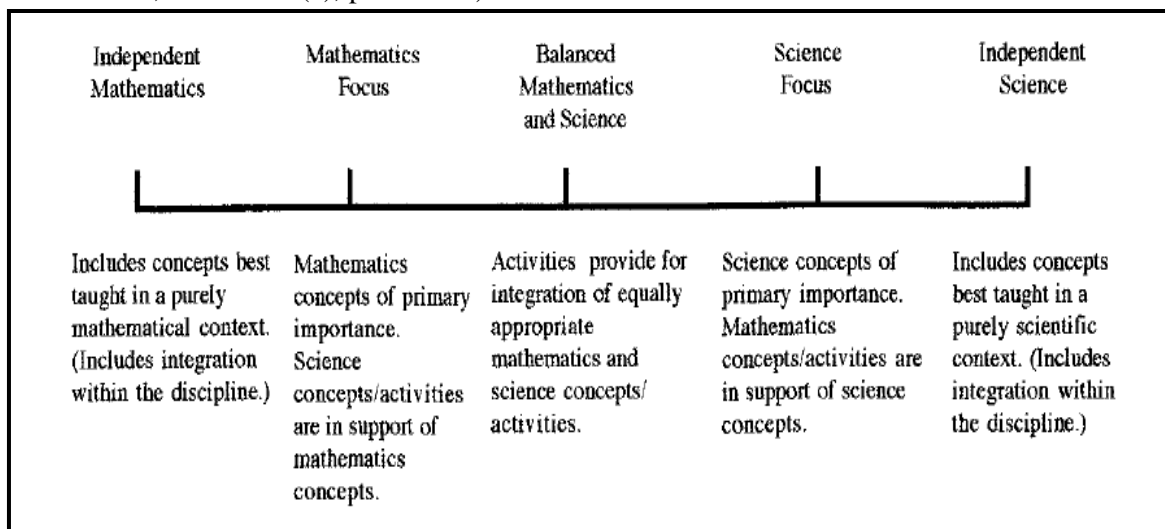 Independent
Mathematics
Mathematics
Focus
Balanced
Mathematics
and Science
Science
Focus
Independent
Science
Includes concepts best
taught in a purely
mathematical context.
(Includes integration
within the discipline.)
Mathematics
concepts of primary
importance.
Science
concepts/activities
are in support of
mathematics
concepts.
Activities provide for
integration of equally
appropriate
mathematics and
science concepts/
activities.
Science concepts of
primary importance.
Mathematics
concepts/activities are
in support of science
concepts.
Includes concepts
best taught in a
purely scientific
context. (Includes
integration within
the discipline.)